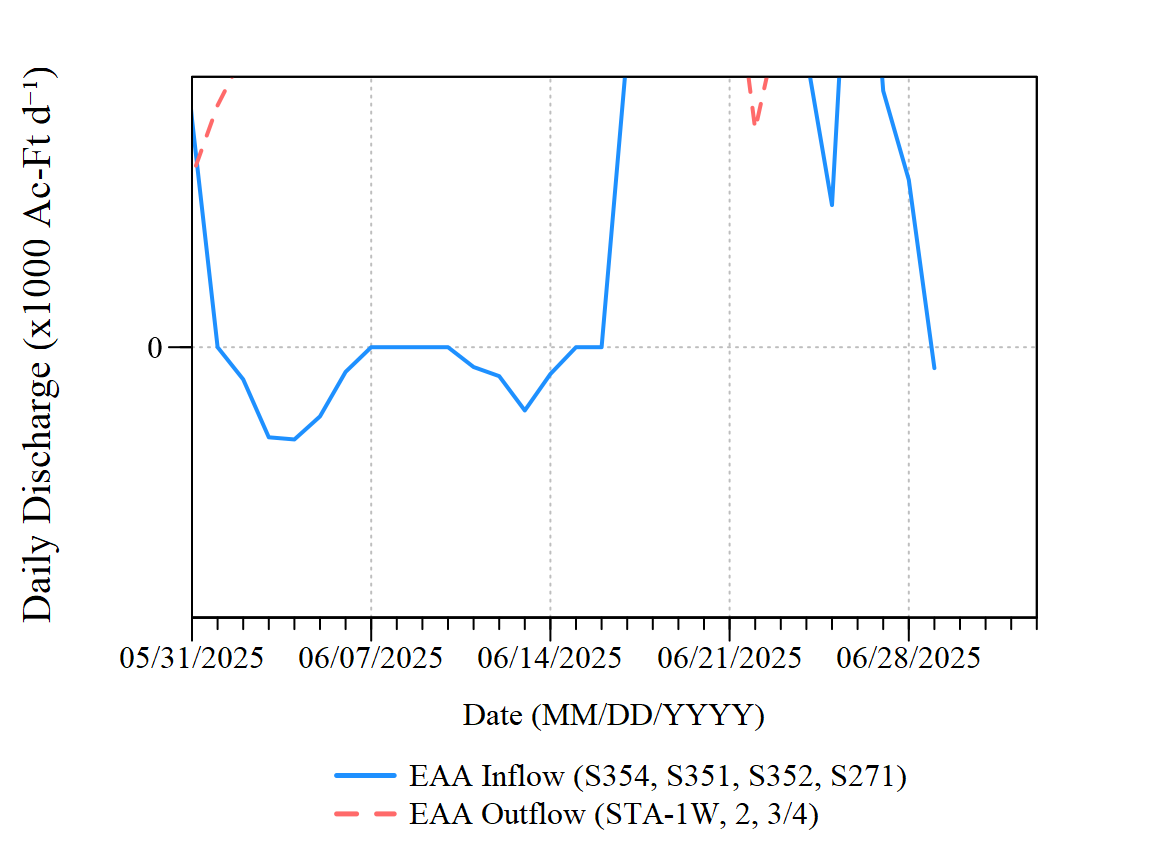 Daily Discharge (x1000 Ac-Ft d⁻¹)
0
05/31/2025 06/07/2025 06/14/2025 06/21/2025 06/28/2025
Date (MM/DD/YYYY)
EAA Inflow (S354, S351, S352, S271)
EAA Outflow (STA-1W, 2, 3/4)